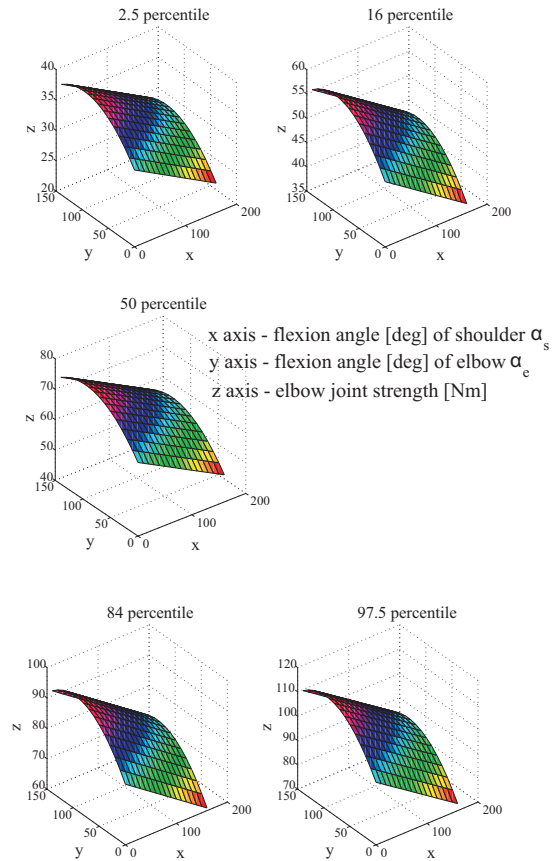 2.5 percentile
16 percentile
40
35
30
25
20
z
150
100
50
0
y
0
100
200
x
60
55
50
45
40
35
z
150
100
50
0
y
0
100
200
x
50 percentile
x axis - flexion angle [deg] of shoulder αs
y axis - flexion angle [deg] of elbow αe
z axis - elbow joint strength [Nm]
80
70
60
50
40
z
150
100
50
0
y
0
100
200
x
84 percentile
97.5 percentile
100
90
80
70
60
z
150
100
50
0
y
0
100
200
x
120
110
100
90
80
70
z
150
100
50
0
y
0
100
200
x